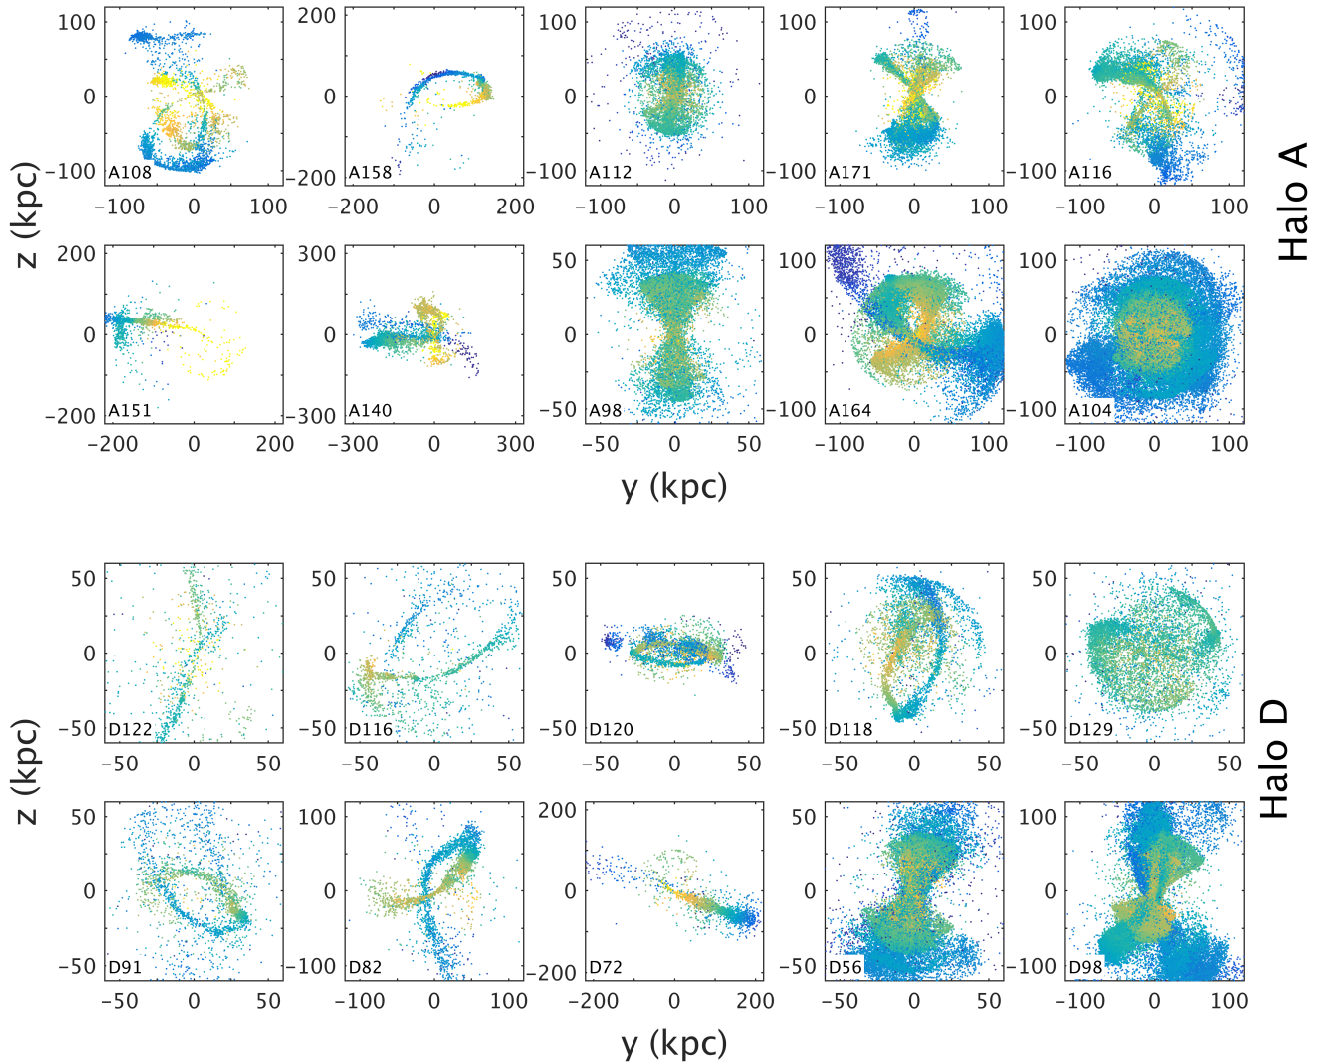 100 0 −100 −100 0 100 A108
200 0 −200 −200 0 200 A158
100 0 −100 −100 0 100 A112
100 0 −100 −100 0 100 A171
100 0 −100 −100 0 100 A116
200 0 −200 −200 −100 0 100 200 A151
300 0 −300 −300 0 300 A140
50 0 −50 −50 0 50 A98
100 0 −100 −100 0 100 A164
100 0 −100 −100 0 100 A104
z (kpc)
y (kpc)
Halo A
50 0 −50 −50 0 50 D122
50 0 −50 −50 0 50 D116
50 0 −50 −50 0 50 D120
50 0 −50 −50 0 50 D118
50 0 −50 −50 0 50 D129
50 0 −50 −50 0 50 D91
100 0 −100 −100 0 100 D82
200 0 −200 −200 0 200 D72
50 0 −50 −50 0 50 D56
100 0 −100 −100 0 100 D98
z (kpc)
y (kpc)
Halo D